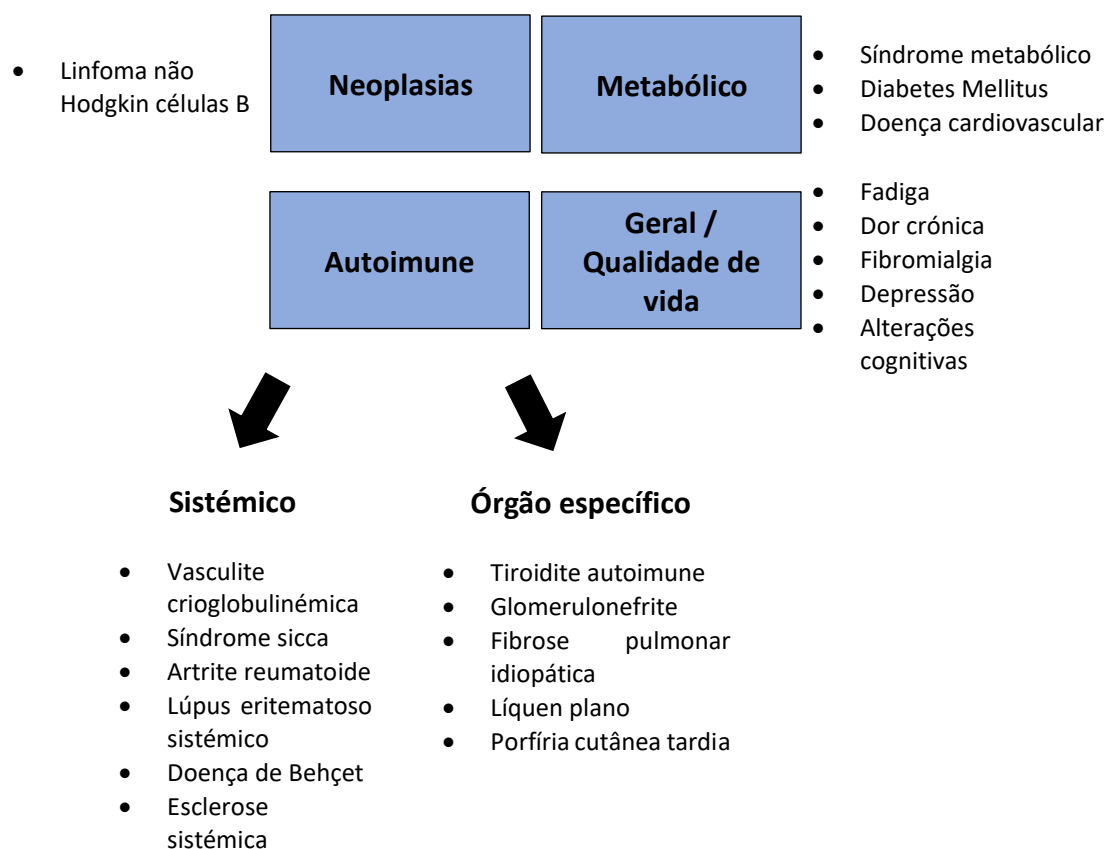 • Linfoma não
Hodgkin células B
Neoplasias
Metabólico
• Síndrome metabólico
• Diabetes Mellitus
• Doença cardiovascular
Autoimune
Geral /
Qualidade de
vida
• Fadiga
• Dor crónica
• Fibromialgia
• Depressão
• Alterações
cognitivas
Sistémico
• Vasculite
crioglobulinémica
• Síndrome sicca
• Artrite reumatoide
• Lúpus eritematoso
sistémico
• Doença de Behçet
• Esclerose
sistémica
Órgão específico
• Tiroidite autoimune
• Glomerulonefrite
• Fibrose pulmonar
idiopática
• Líquen plano
• Porfíria cutânea tardia